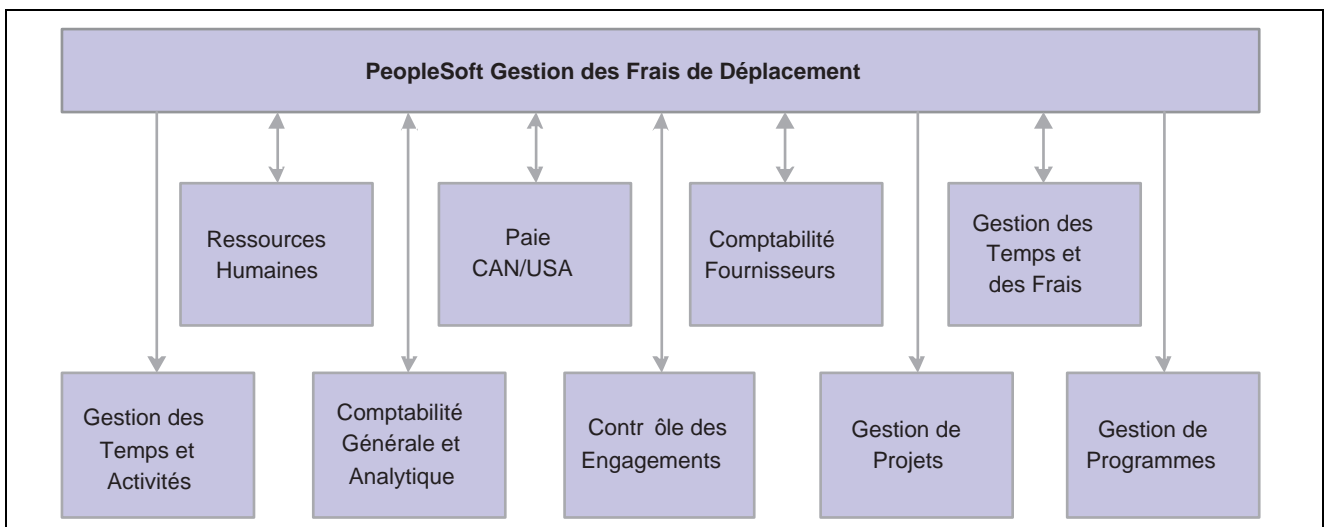 PeopleSoft Gestion des Frais de Déplacement
Ressources
Humaines
Paie
CAN/USA
Comptabilité
Fournisseurs
Gestion des
Temps et
des Frais
Gestion des
Temps et
Activités
Comptabilité
Générale et
Analytique
Contr ôle des
Engagements
Gestion de
Projets
Gestion de
Programmes